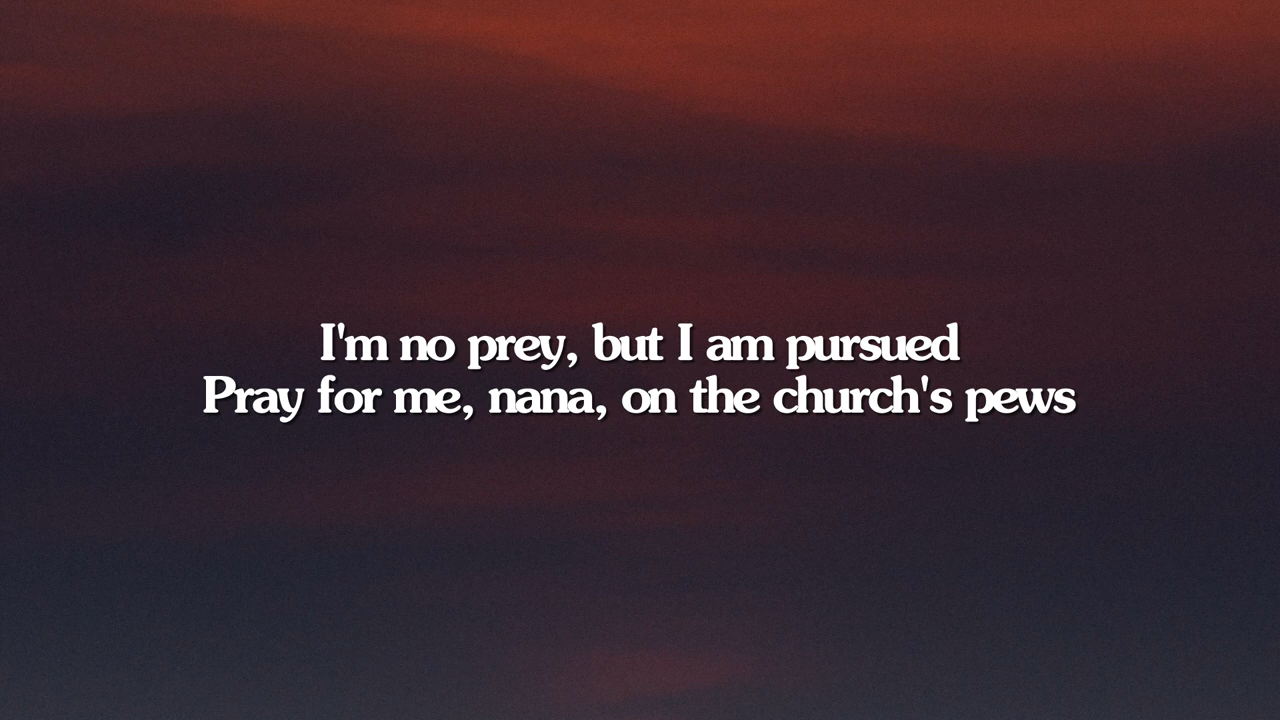 I'm no prey, but I am pursued
Pray for me, nana, on the church's pews